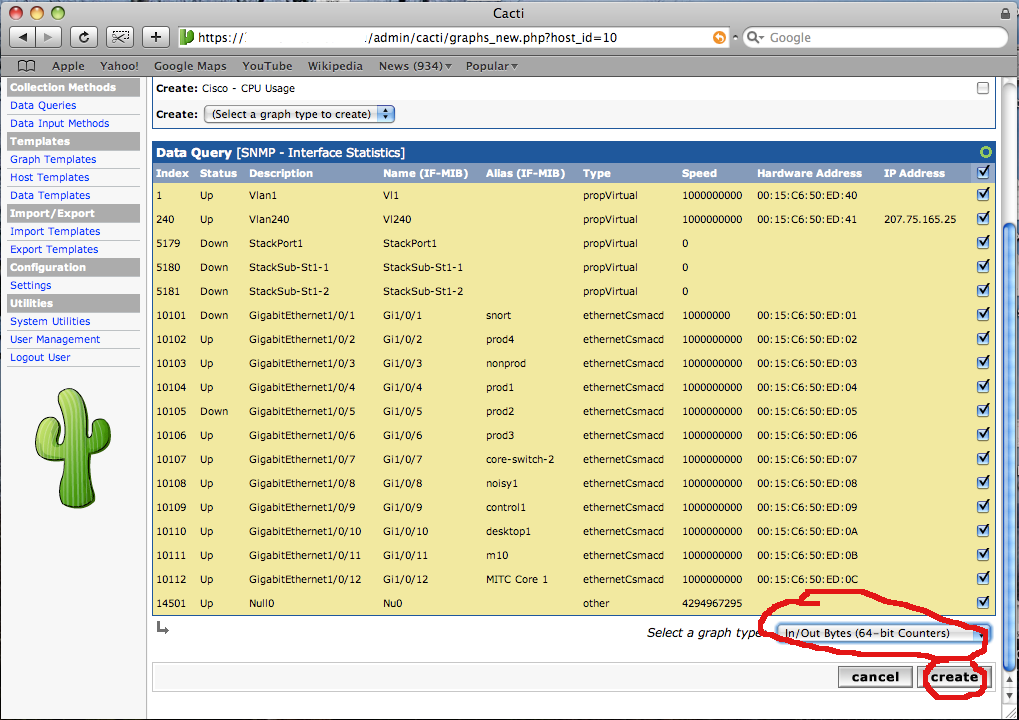 Cacti
https:// ./admin/cacti/graphs_new.php?host_id=10 Google
Apple Yahoo! Google Maps YouTube Wikipedia News (934) Popular
Collection Methods
Data Queries
Data Input Methods
Templates
Graph Templates
Host Templates
Data Templates
Import/Export
Import Templates
Export Templates
Configuration
Settings
Utilities
System Utilities
User Management
Logout User
Create: Cisco - CPU Usage
Create: (Select a graph type to create)
Data Query [SNMP - Interface Statistics]
Index Status Description Name (IF-MIB) Alias (IF-MIB) Type Speed Hardware Address IP Address
1 Up Vlan1 Vl1 propVirtual 1000000000 00:15:C6:50:ED:40
240 Up Vlan240 Vl240 propVirtual 1000000000 00:15:C6:50:ED:41 207.75.165.25
5179 Down StackPort1 StackPort1 propVirtual 0
5180 Down StackSub-St1-1 StackSub-St1-1 propVirtual 0
5181 Down StackSub-St1-2 StackSub-St1-2 propVirtual 0
10101 Down GigabitEthernet1/0/1 Gi1/0/1 snort ethernetCsmacd 10000000 00:15:C6:50:ED:01
10102 Up GigabitEthernet1/0/2 Gi1/0/2 prod4 ethernetCsmacd 1000000000 00:15:C6:50:ED:02
10103 Up GigabitEthernet1/0/3 Gi1/0/3 nonprod ethernetCsmacd 1000000000 00:15:C6:50:ED:03
10104 Up GigabitEthernet1/0/4 Gi1/0/4 prod1 ethernetCsmacd 1000000000 00:15:C6:50:ED:04
10105 Down GigabitEthernet1/0/5 Gi1/0/5 prod2 ethernetCsmacd 1000000000 00:15:C6:50:ED:05
10106 Up GigabitEthernet1/0/6 Gi1/0/6 prod3 ethernetCsmacd 1000000000 00:15:C6:50:ED:06
10107 Up GigabitEthernet1/0/7 Gi1/0/7 core-switch-2 ethernetCsmacd 1000000000 00:15:C6:50:ED:07
10108 Up GigabitEthernet1/0/8 Gi1/0/8 noisy1 ethernetCsmacd 1000000000 00:15:C6:50:ED:08
10109 Up GigabitEthernet1/0/9 Gi1/0/9 control1 ethernetCsmacd 1000000000 00:15:C6:50:ED:09
10110 Up GigabitEthernet1/0/10 Gi1/0/10 desktop1 ethernetCsmacd 1000000000 00:15:C6:50:ED:0A
10111 Up GigabitEthernet1/0/11 Gi1/0/11 m10 ethernetCsmacd 1000000000 00:15:C6:50:ED:0B
10112 Up GigabitEthernet1/0/12 Gi1/0/12 MITC Core 1 ethernetCsmacd 1000000000 00:15:C6:50:ED:0C
14501 Up Null0 Nu0 other 4294967295
Select a graph type: In/Out Bytes (64-bit Counters)
cancel create